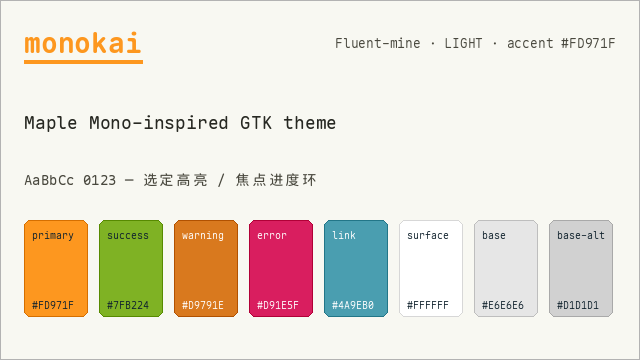 monokai
Fluent-mine · LIGHT · accent #FD971F
Maple Mono-inspired GTK theme
AaBbCc 0123 — 选定高亮 / 焦点进度环
primary success warning error link surface base base-alt
#FD971F #7FB224 #D9791E #D91E5F #4A9EB0 #FFFFFF #E6E6E6 #D1D1D1